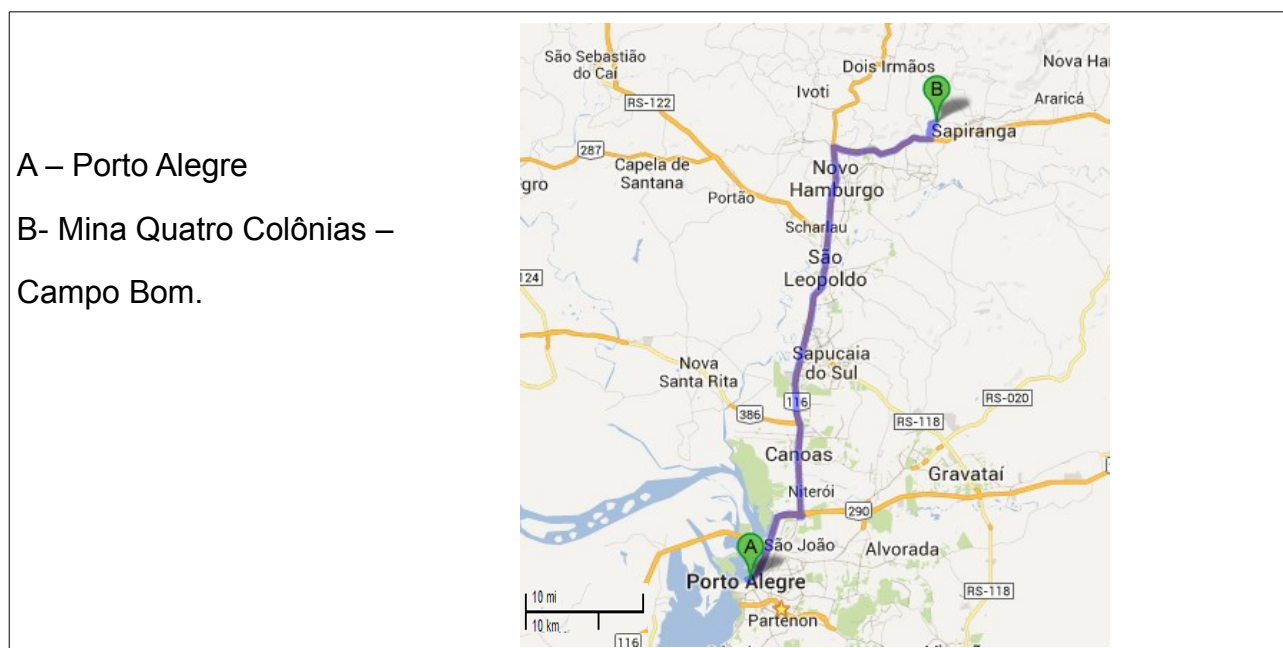 A – Porto Alegre
B- Mina Quatro Colônias –
Campo Bom.
São Sebastião
do Caí
Dois Irmãos
Nova Ha
Ivoti
B
Araricá
RS-122
Sapiranga
287
Capela de
Santana
Novo
Hamburgo
gro
Portão
Scharlau
São
Leopoldo
124
Nova
Santa Rita
Sapucaia
do Sul
RS-020
116
386
RS-118
Canoas
Gravataí
Niterói
290
A
São João
Alvorada
Porto Alegre
RS-118
10 mi
10 km
Partenon
116